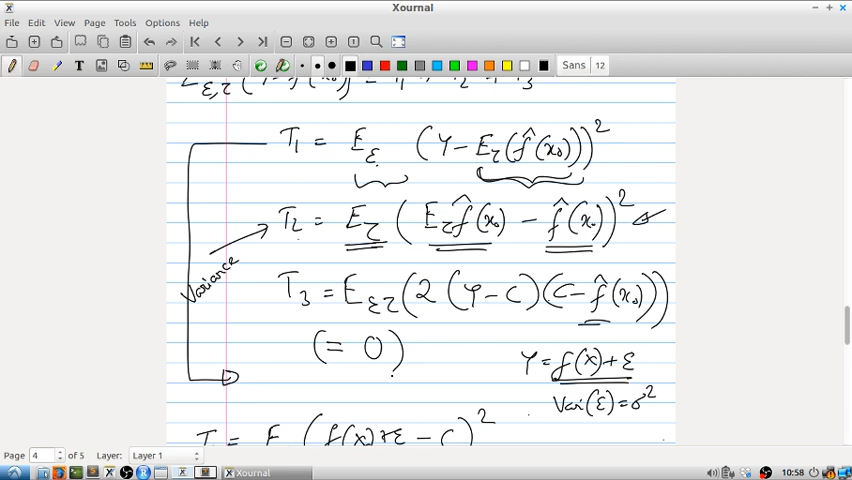 Xournal
File Edit View Page Tools Options Help
Sans 12
T₁ = E_ε (Y − E_τ(f̂(x₀)))²
T₂ = E_τ (E_τ f̂(x₀) − f̂(x₀))²
Variance
T₃ = E_ετ (2 (Y − C)(C − f̂(x₀)))
(= 0)
Y = f(X) + ε
Var(ε) = σ²
= E (f(x) + ε − C)²
Page 4 of 5 Layer: Layer 1
Xournal 10:58